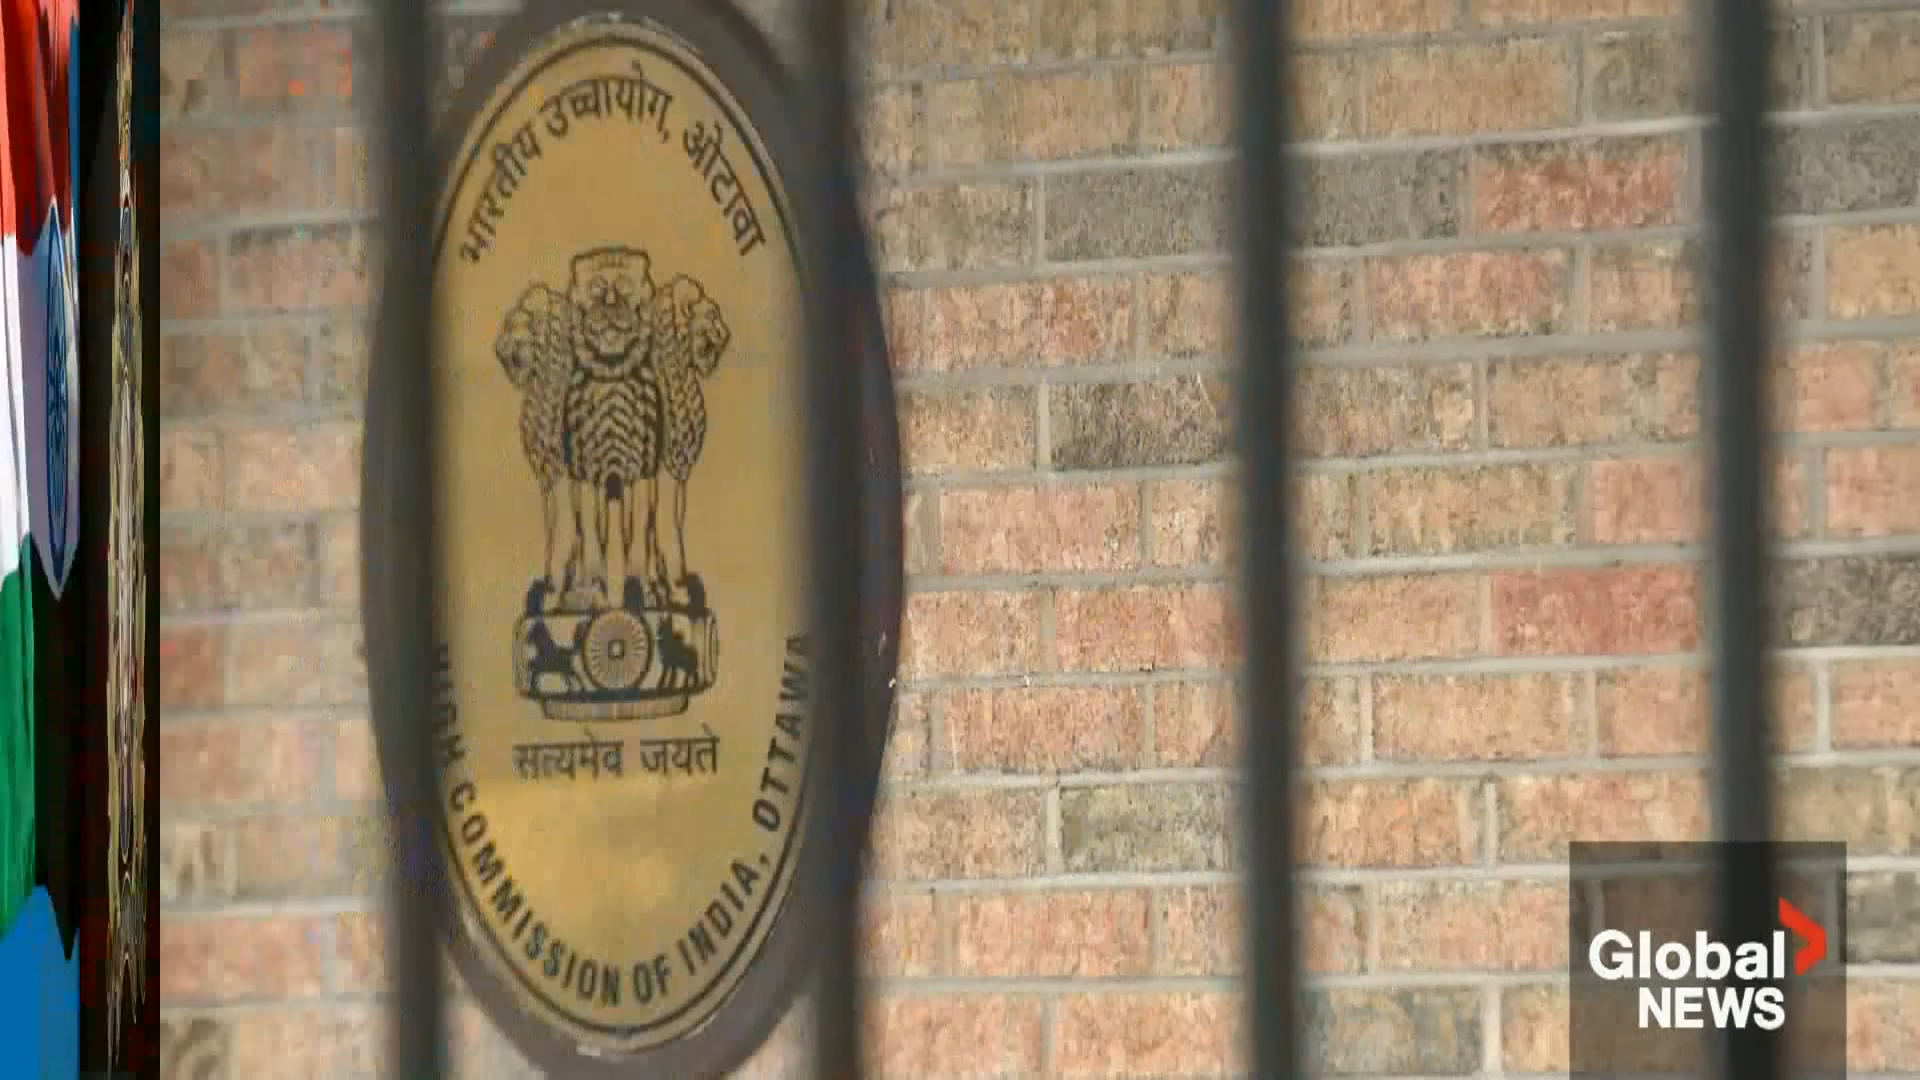 भारतीय उच्चायोग, ओटावा
सत्यमेव जयते
HIGH COMMISSION OF INDIA, OTTAWA
Global
NEWS